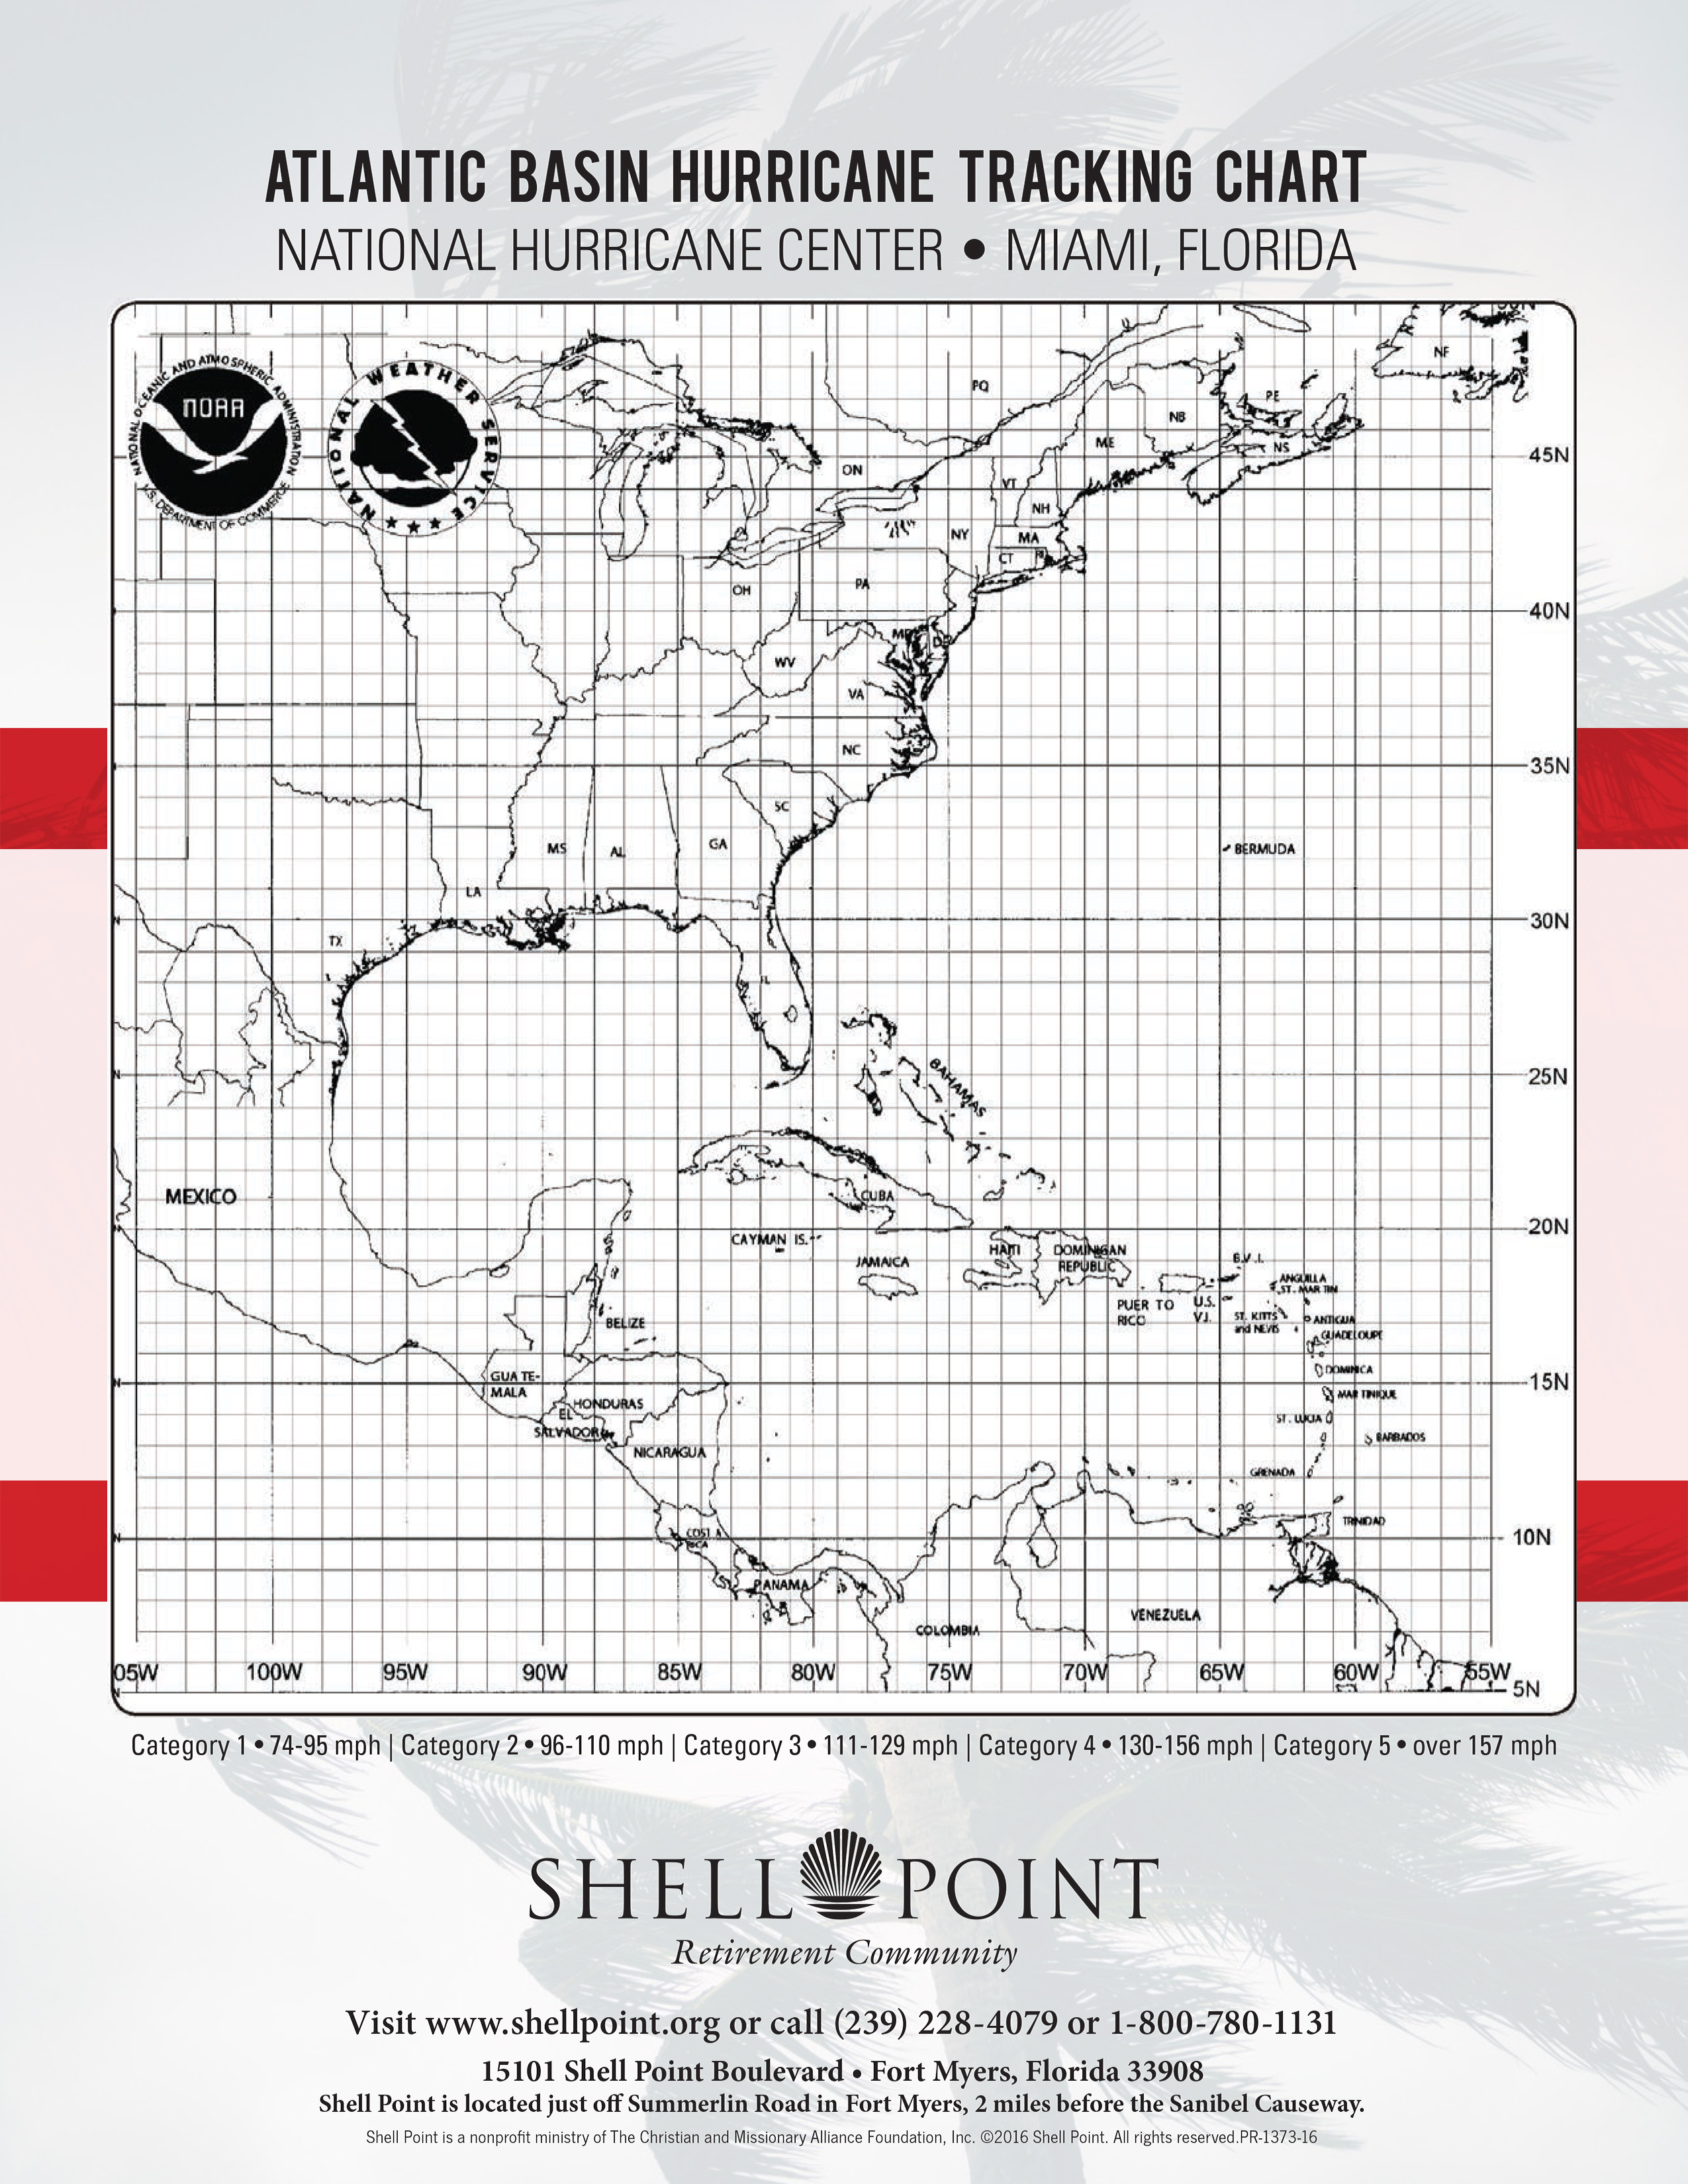 ATLANTIC BASIN HURRICANE TRACKING CHART
NATIONAL HURRICANE CENTER • MIAMI, FLORIDA
NATIONAL OCEANIC AND ATMOSPHERIC ADMINISTRATION
NOAA
U.S. DEPARTMENT OF COMMERCE
NATIONAL WEATHER SERVICE
NF
PQ
PE
NB
ME
NS
ON
45N
VT
NH
NY
MA
CT
RI
PA
OH
40N
MD
DE
WV
VA
NC
35N
SC
MS
AL
GA
BERMUDA
LA
30N
TX
FL
25N
BAHAMAS
MEXICO
CUBA
20N
CAYMAN IS.
JAMAICA
HAITI
DOMINICAN
REPUBLIC
B.V.I.
ANGUILLA
ST. MARTIN
PUERTO
RICO
U.S.
V.I.
ST. KITTS
and NEVIS
ANTIGUA
GUADELOUPE
BELIZE
DOMINICA
15N
GUATE-
MALA
MARTINIQUE
HONDURAS
EL
SALVADOR
ST. LUCIA
BARBADOS
NICARAGUA
GRENADA
TRINIDAD
COSTA
RICA
10N
PANAMA
VENEZUELA
COLOMBIA
05W 100W 95W 90W 85W 80W 75W 70W 65W 60W 55W
5N
Category 1 • 74-95 mph | Category 2 • 96-110 mph | Category 3 • 111-129 mph | Category 4 • 130-156 mph | Category 5 • over 157 mph
SHELL POINT
Retirement Community
Visit www.shellpoint.org or call (239) 228-4079 or 1-800-780-1131
15101 Shell Point Boulevard • Fort Myers, Florida 33908
Shell Point is located just off Summerlin Road in Fort Myers, 2 miles before the Sanibel Causeway.
Shell Point is a nonprofit ministry of The Christian and Missionary Alliance Foundation, Inc. ©2016 Shell Point. All rights reserved.PR-1373-16